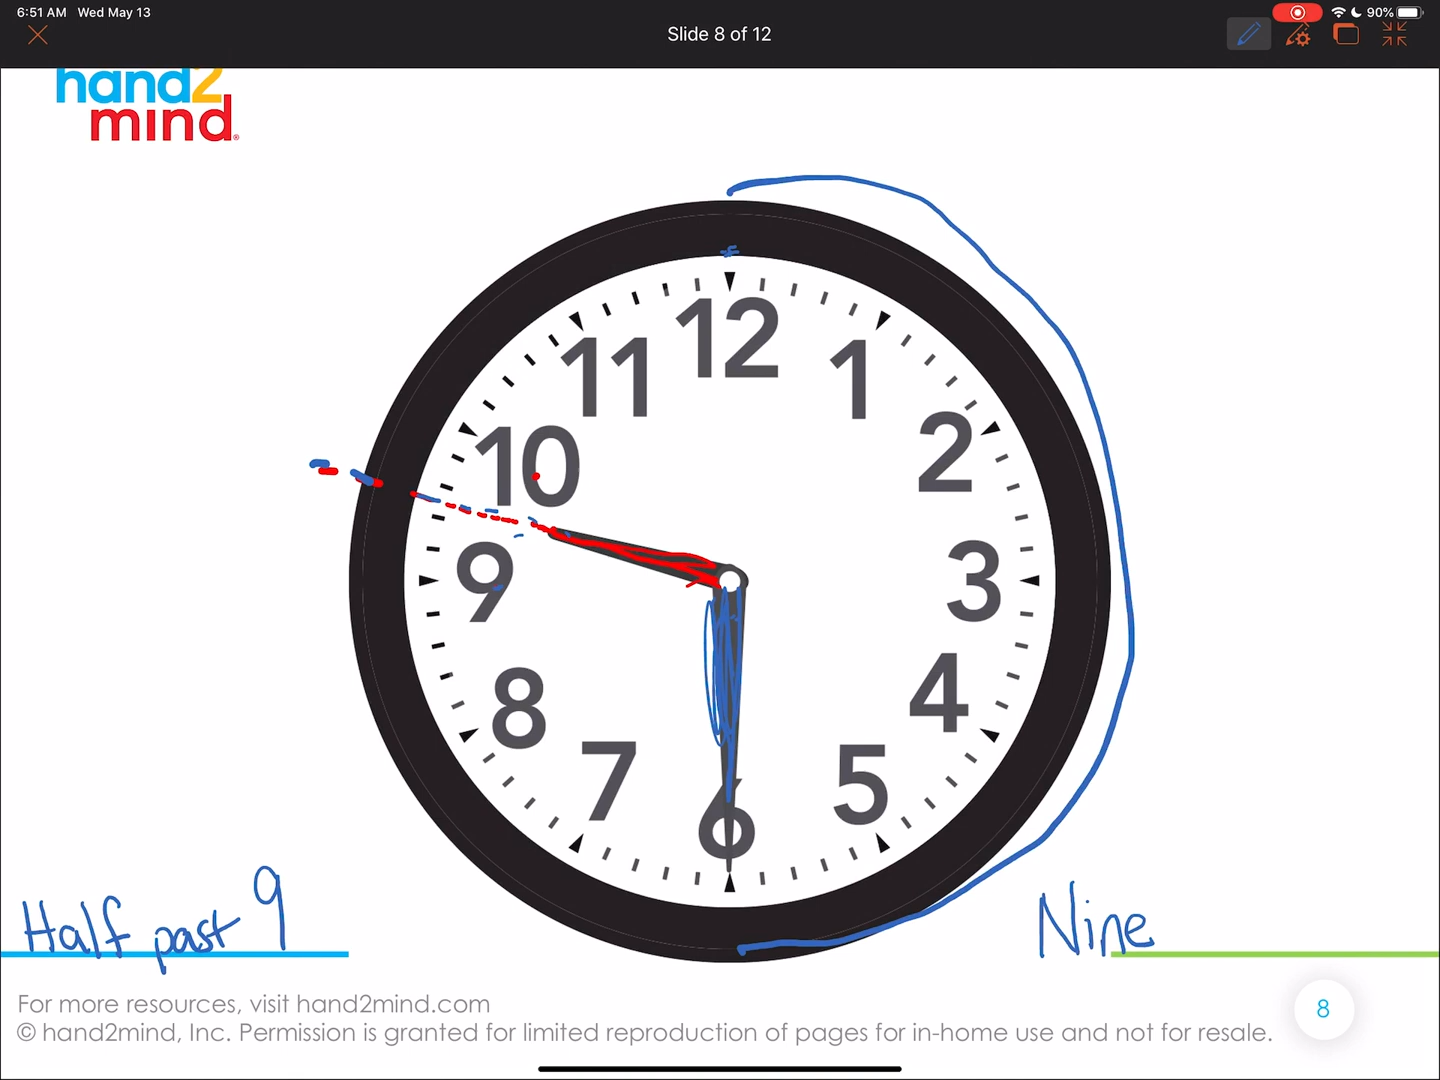 6:51 AM Wed May 13
90%
Slide 8 of 12
hand2
mind
12
11
1
10
2
9
3
8
4
7
5
6
Half past 9
Nine
For more resources, visit hand2mind.com
© hand2mind, Inc. Permission is granted for limited reproduction of pages for in-home use and not for resale.
8